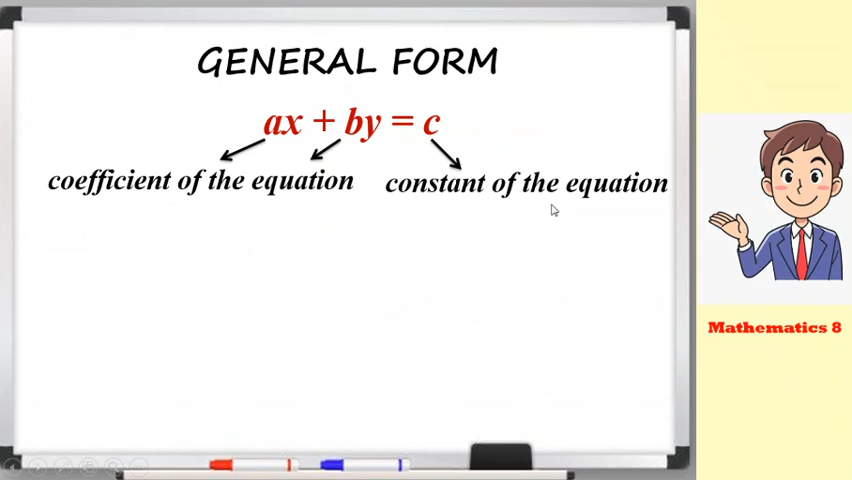 GENERAL FORM
ax + by = c
coefficient of the equation
constant of the equation
Mathematics 8